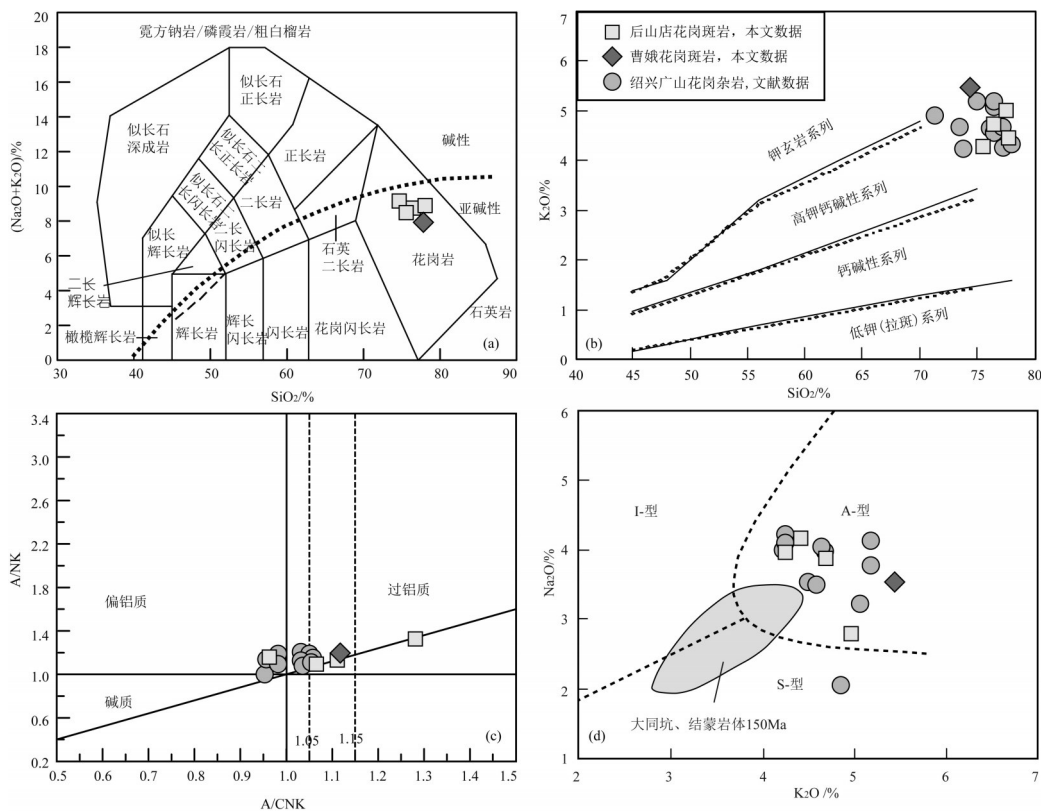 20
18
16
14
12
10
8
6
4
2
0
(Na₂O+K₂O)/%
霓方钠岩/磷霞岩/粗白榴岩
似长石
正长岩
似长石
深成岩
似长石二
长正长岩
正长岩
碱性
似长石二
长闪长岩
二长岩
亚碱性
似长
辉长岩
二长
闪长岩
石英
二长岩
花岗岩
二长
辉长岩
橄榄辉长岩
辉长岩
辉长
闪长岩
闪长岩
花岗闪长岩
石英岩
(a)
30 40 50 60 70 80 90
SiO₂/%
7
6
5
4
3
2
1
0
K₂O/%
(b)
后山店花岗斑岩，本文数据
曹娥花岗斑岩，本文数据
绍兴广山花岗杂岩,文献数据
钾玄岩系列
高钾钙碱性系列
钙碱性系列
低钾(拉斑)系列
40 45 50 55 60 65 70 75 80
SiO₂/%
3.4
3.0
2.6
2.2
1.8
1.4
1.0
0.6
0.2
A/NK
偏铝质
过铝质
碱质
1.05
1.15
(c)
0.5 0.6 0.7 0.8 0.9 1.0 1.1 1.2 1.3 1.4 1.5
A/CNK
6
5
4
3
2
1
Na₂O/%
I-型
A-型
S-型
大同坑、结蒙岩体150Ma
(d)
2 3 4 5 6 7
K₂O /%